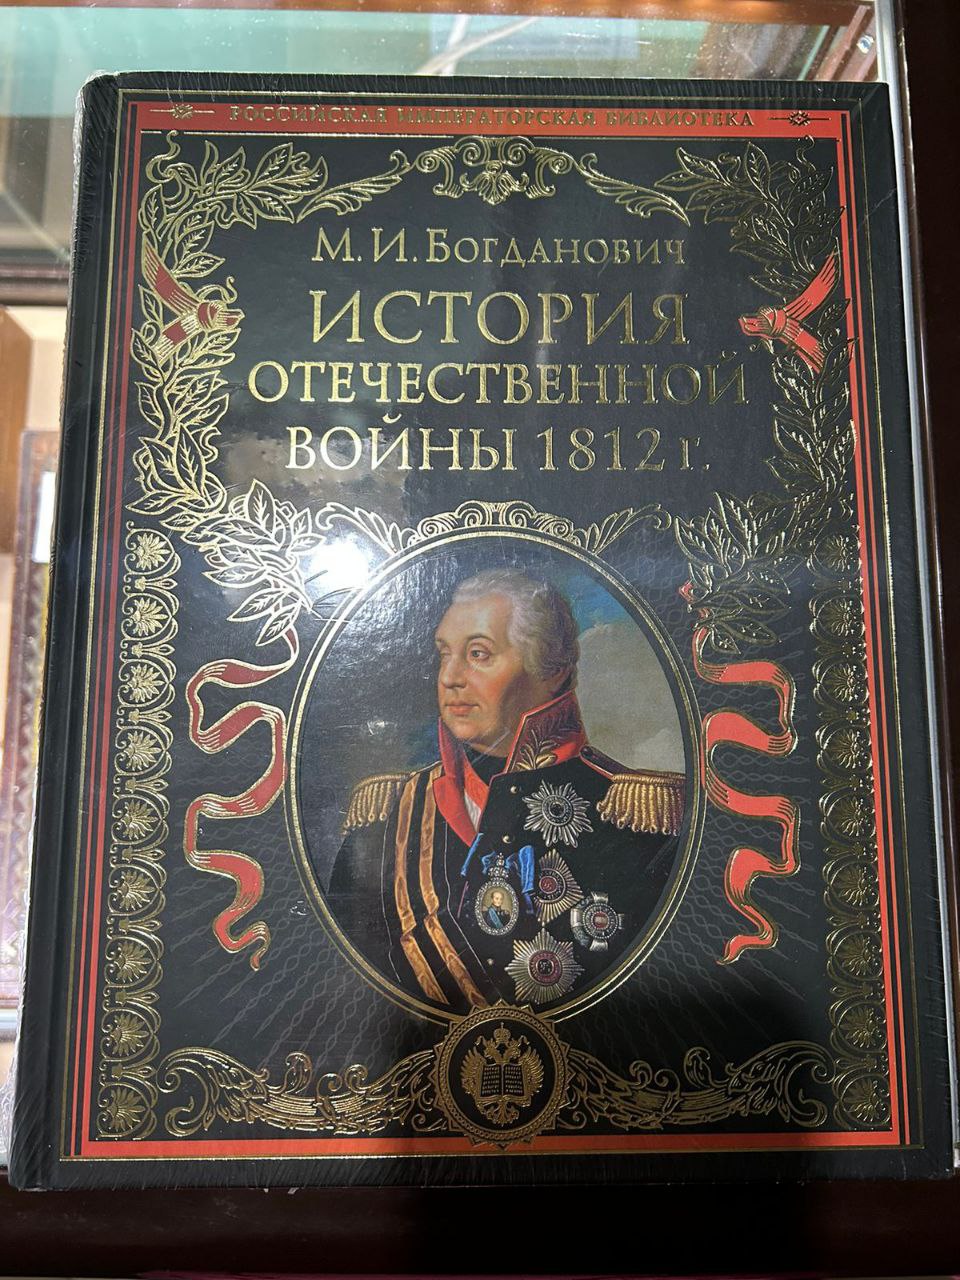 РОССИЙСКАЯ ИМПЕРАТОРСКАЯ БИБЛИОТЕКА
М. И. БОГДАНОВИЧ
ИСТОРИЯ
ОТЕЧЕСТВЕННОЙ
ВОЙНЫ 1812 г.